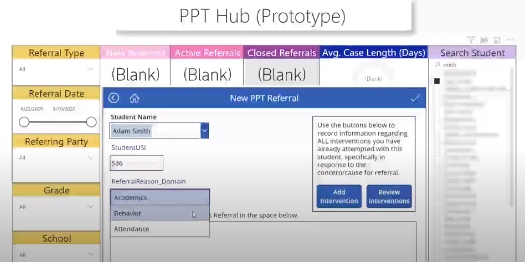 PPT Hub (Prototype)
Referral Type
All
New Referrals
Active Referrals
Closed Referrals
Avg. Case Length (Days)
Search Student
(Blank)
(Blank)
(Blank)
(Blank)
smith
Referral Date
New PPT Referral
Student Name
Adam Smith
StudentUSI
536
ReferralReason_Domain
Academics
Behavior
Attendance
s Referral in the space below.
Use the buttons below to
record information regarding
ALL interventions you have
already attempted with this
student, specifically in
response to the
concern/cause for referral.
Add
Intervention
Review
Interventions
Referring Party
All
Grade
All
School
All